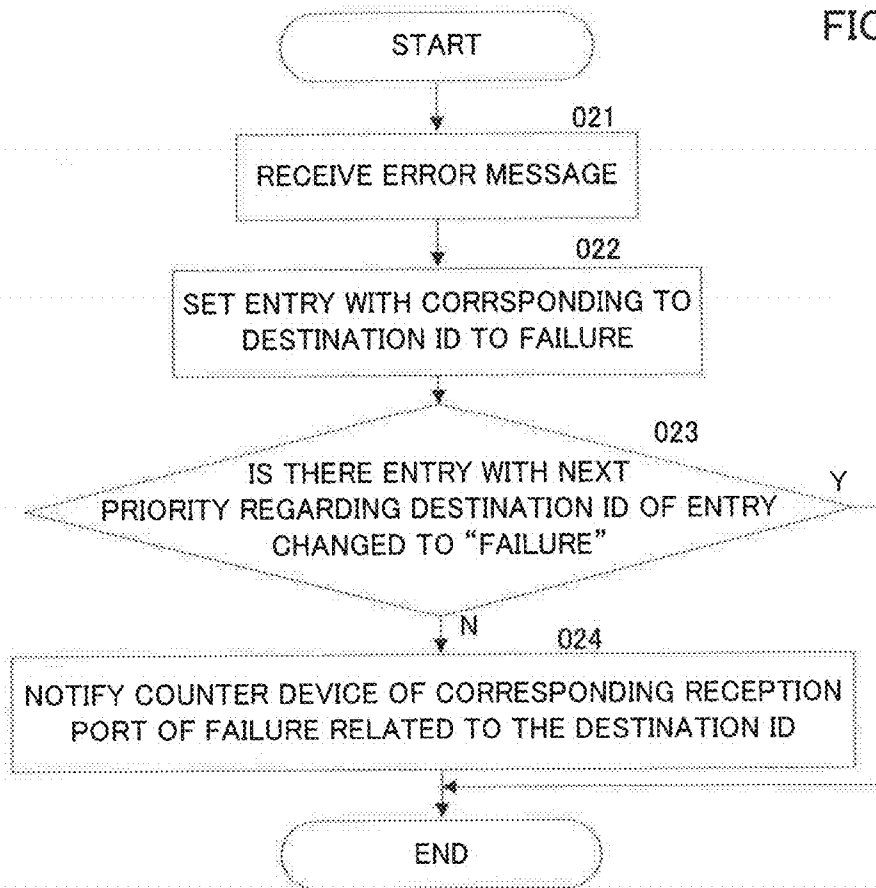 FIG
START
021
RECEIVE ERROR MESSAGE
022
SET ENTRY WITH CORRSPONDING TO
DESTINATION ID TO FAILURE
023
IS THERE ENTRY WITH NEXT
PRIORITY REGARDING DESTINATION ID OF ENTRY
CHANGED TO “FAILURE”
Y
N
024
NOTIFY COUNTER DEVICE OF CORRESPONDING RECEPTION
PORT OF FAILURE RELATED TO THE DESTINATION ID
END